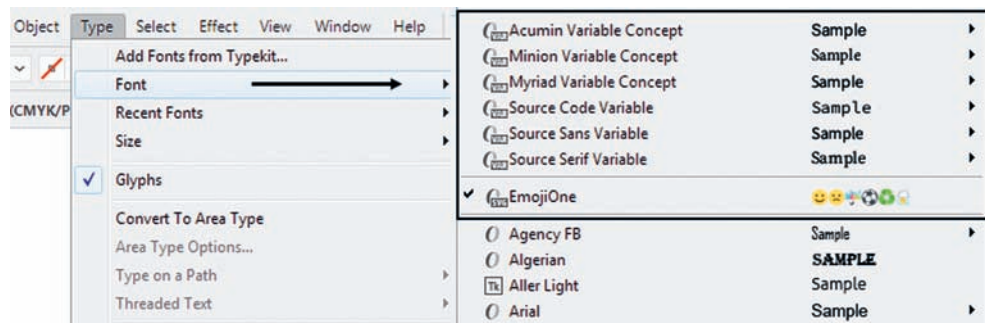 Object Type Select Effect View Window Help
Add Fonts from Typekit...
Font
(CMYK/P
Recent Fonts
Size
Glyphs
Convert To Area Type
Area Type Options...
Type on a Path
Threaded Text
Acumin Variable Concept Sample
Minion Variable Concept Sample
Myriad Variable Concept Sample
Source Code Variable Sample
Source Sans Variable Sample
Source Serif Variable Sample
EmojiOne
Agency FB Sample
Algerian SAMPLE
Tk Aller Light Sample
Arial Sample